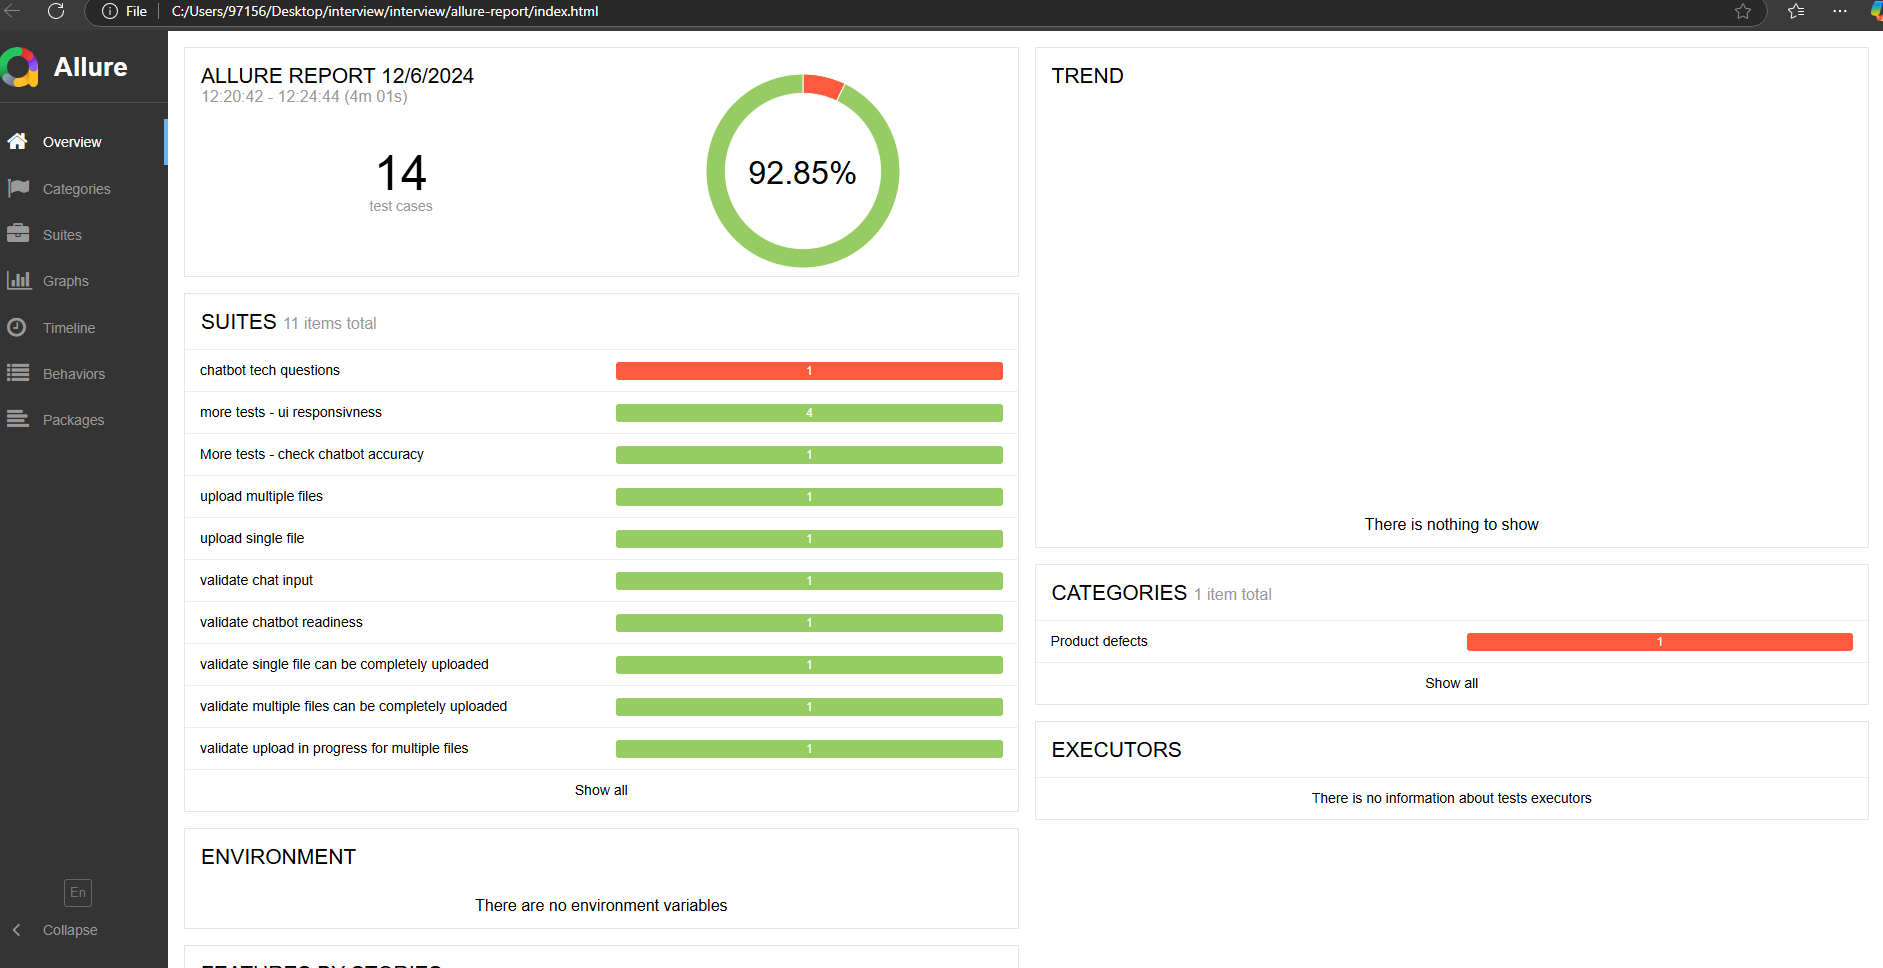 File
C:/Users/97156/Desktop/interview/interview/allure-report/index.html
Allure
Overview
Categories
Suites
Graphs
Timeline
Behaviors
Packages
En
Collapse
ALLURE REPORT 12/6/2024
12:20:42 - 12:24:44 (4m 01s)
14
test cases
92.85%
SUITES 11 items total
chatbot tech questions 1
more tests - ui responsivness 4
More tests - check chatbot accuracy 1
upload multiple files 1
upload single file 1
validate chat input 1
validate chatbot readiness 1
validate single file can be completely uploaded 1
validate multiple files can be completely uploaded 1
validate upload in progress for multiple files 1
Show all
ENVIRONMENT
There are no environment variables
FEATURES BY STORIES
TREND
There is nothing to show
CATEGORIES 1 item total
Product defects 1
Show all
EXECUTORS
There is no information about tests executors